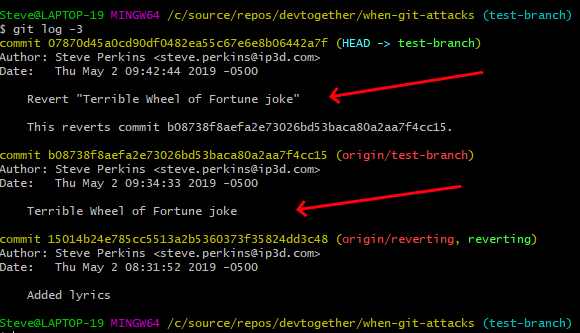 Steve@LAPTOP-19 MINGW64 /c/source/repos/devtogether/when-git-attacks (test-branch)
$ git log -3
commit 07870d45a0cd90df0482ea55c67e6e8b06442a7f (HEAD -> test-branch)
Author: Steve Perkins <steve.perkins@ip3d.com>
Date:   Thu May 2 09:42:44 2019 -0500
    Revert "Terrible Wheel of Fortune joke"
    This reverts commit b08738f8aefa2e73026bd53baca80a2aa7f4cc15.
commit b08738f8aefa2e73026bd53baca80a2aa7f4cc15 (origin/test-branch)
Author: Steve Perkins <steve.perkins@ip3d.com>
Date:   Thu May 2 09:34:33 2019 -0500
    Terrible Wheel of Fortune joke
commit 15014b24e785cc5513a2b5360373f35824dd3c48 (origin/reverting, reverting)
Author: Steve Perkins <steve.perkins@ip3d.com>
Date:   Thu May 2 08:31:52 2019 -0500
    Added lyrics
Steve@LAPTOP-19 MINGW64 /c/source/repos/devtogether/when-git-attacks (test-branch)